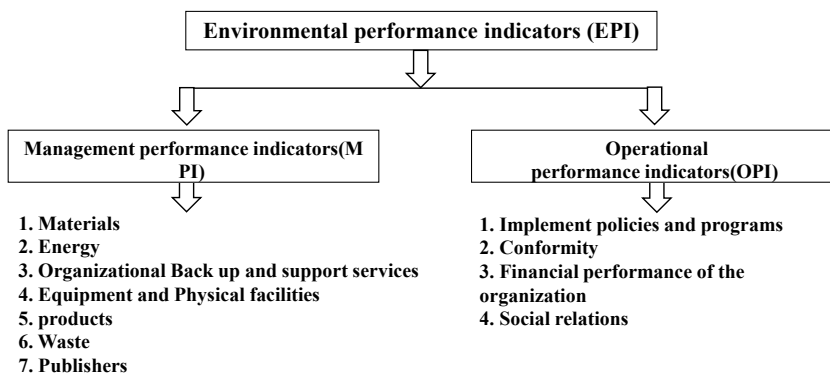 Environmental performance indicators (EPI)
Management performance indicators(M
PI)
1. Materials
2. Energy
3. Organizational Back up and support services
4. Equipment and Physical facilities
5. products
6. Waste
7. Publishers
Operational
performance indicators(OPI)
1. Implement policies and programs
2. Conformity
3. Financial performance of the
organization
4. Social relations